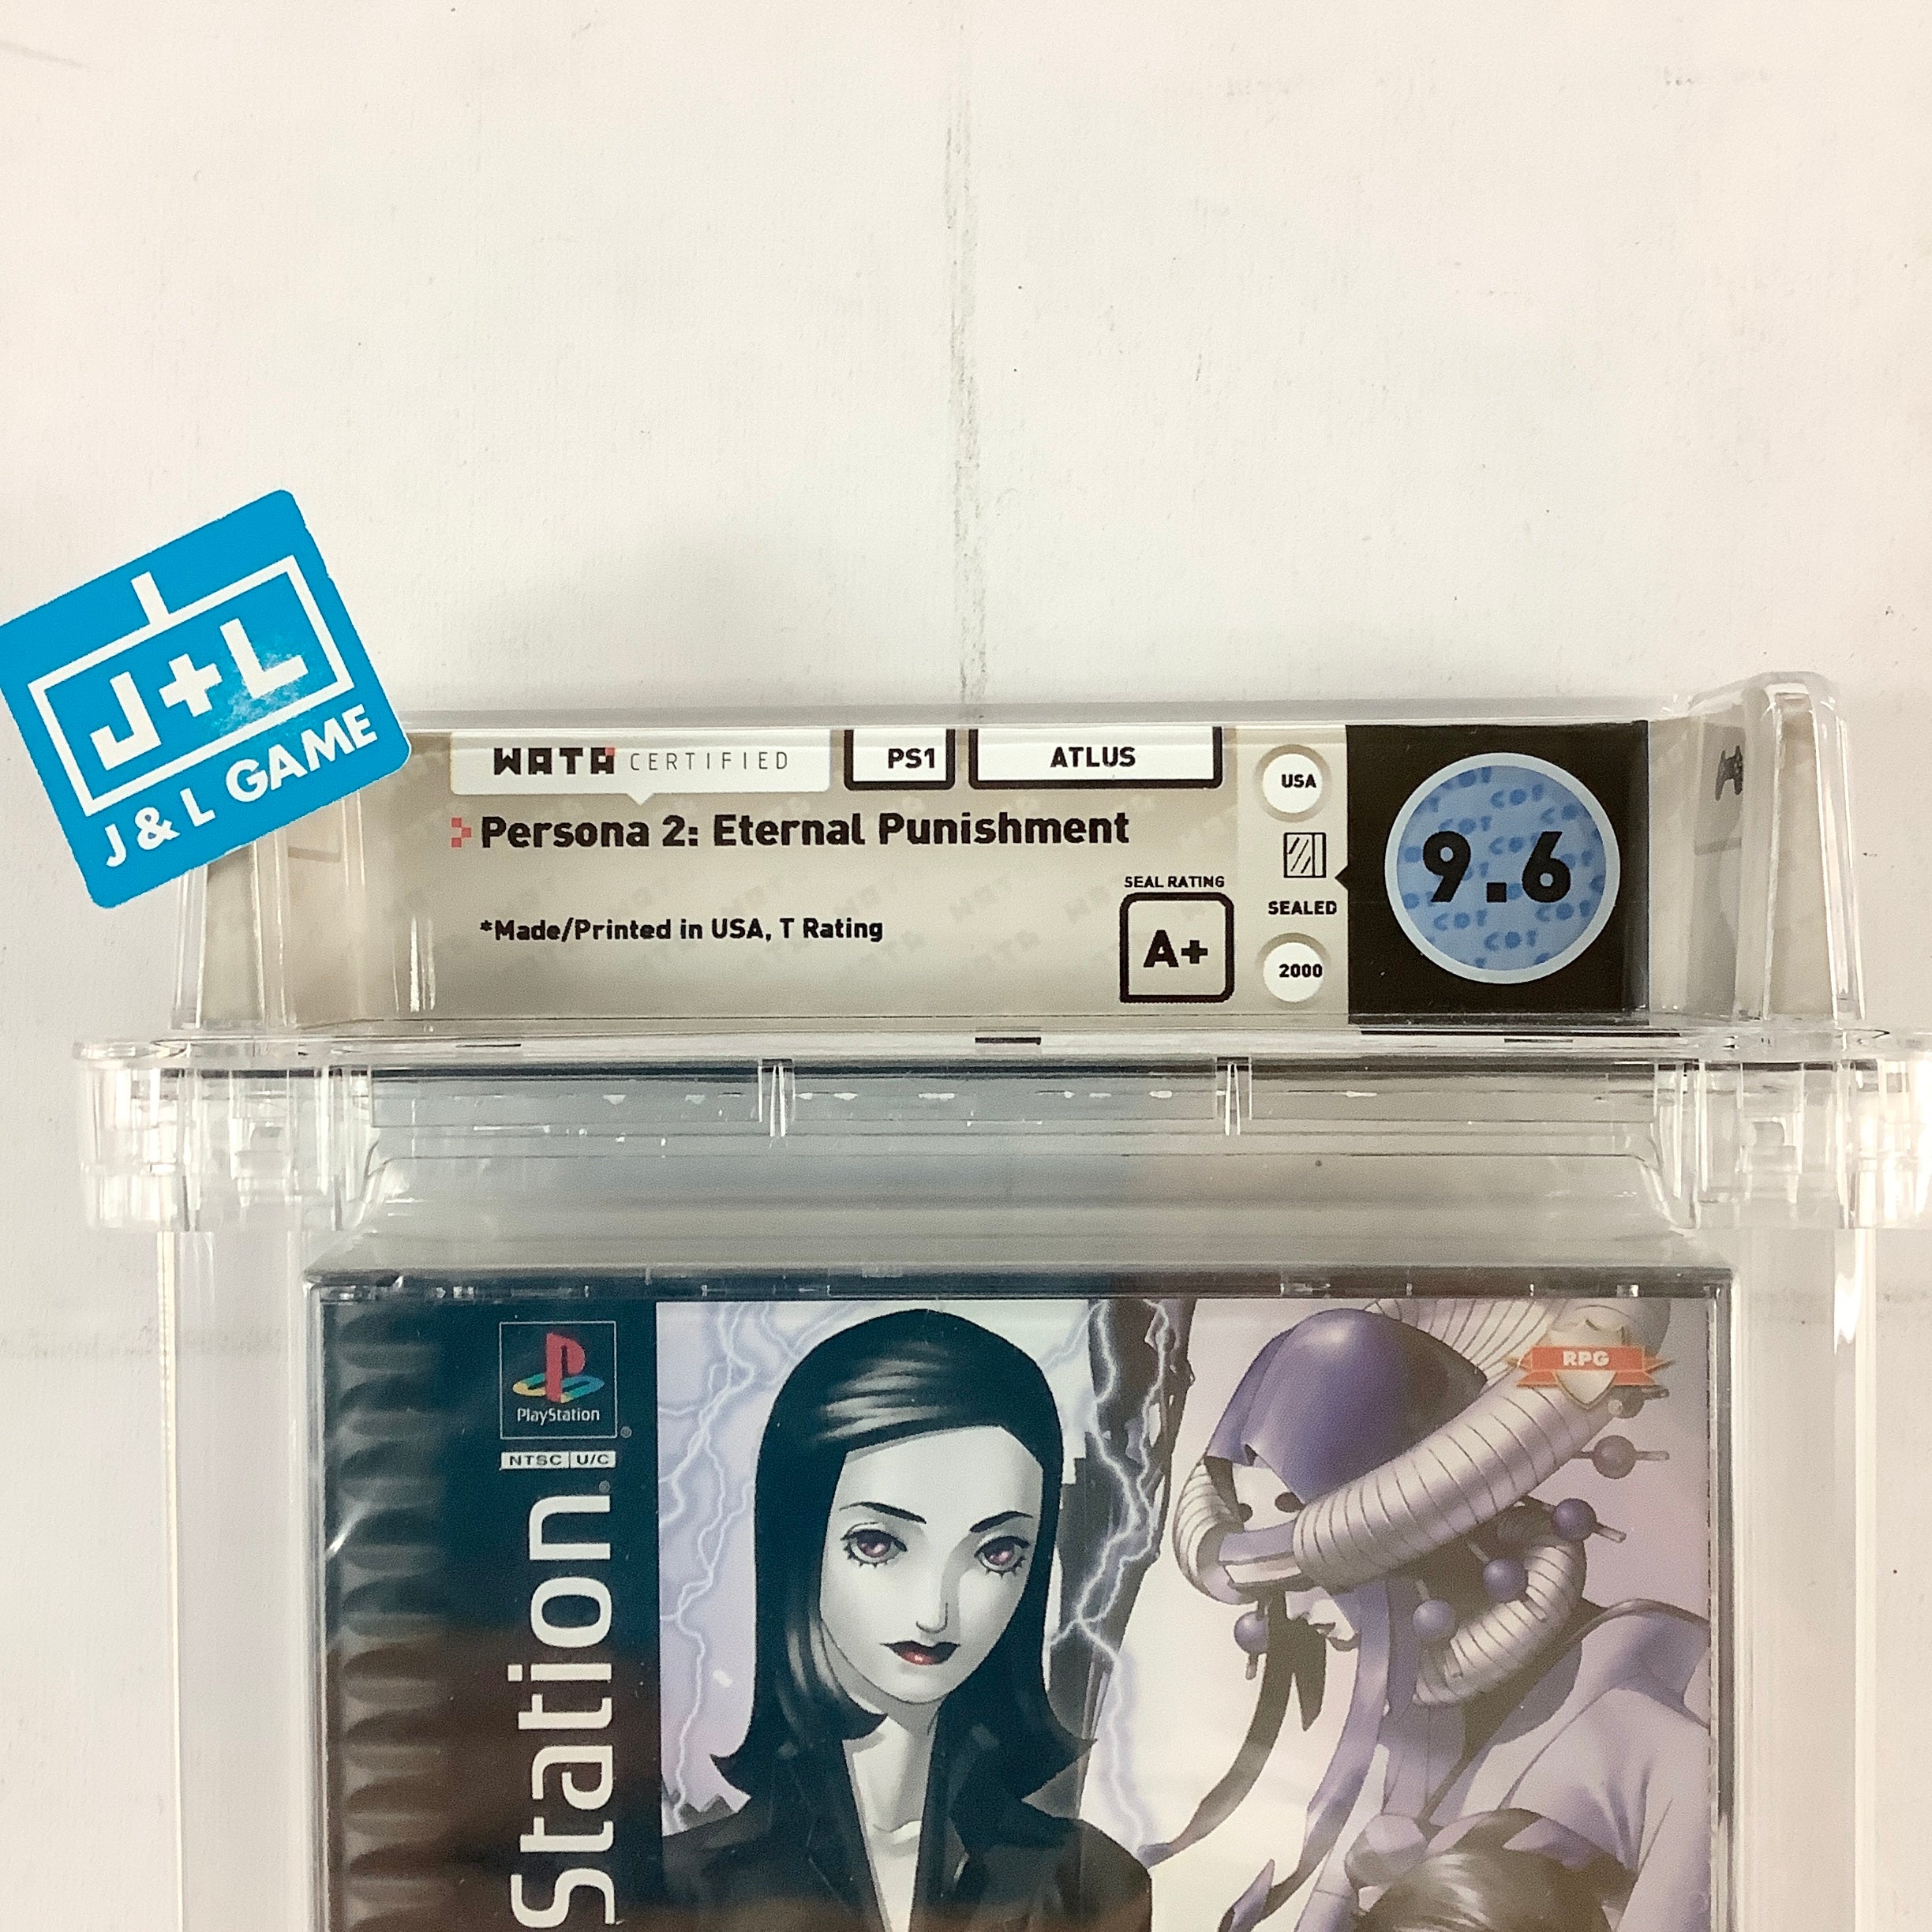 J+L
J & L GAME
WATA CERTIFIED
PS1
ATLUS
Persona 2: Eternal Punishment
*Made/Printed in USA, T Rating
SEAL RATING
A+
USA
SEALED
2000
9.6
PlayStation
NTSC U/C
Station
RPG